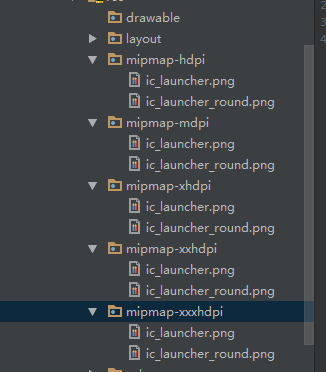 drawable
layout
mipmap-hdpi
ic_launcher.png
ic_launcher_round.png
mipmap-mdpi
ic_launcher.png
ic_launcher_round.png
mipmap-xhdpi
ic_launcher.png
ic_launcher_round.png
mipmap-xxhdpi
ic_launcher.png
ic_launcher_round.png
mipmap-xxxhdpi
ic_launcher.png
ic_launcher_round.png